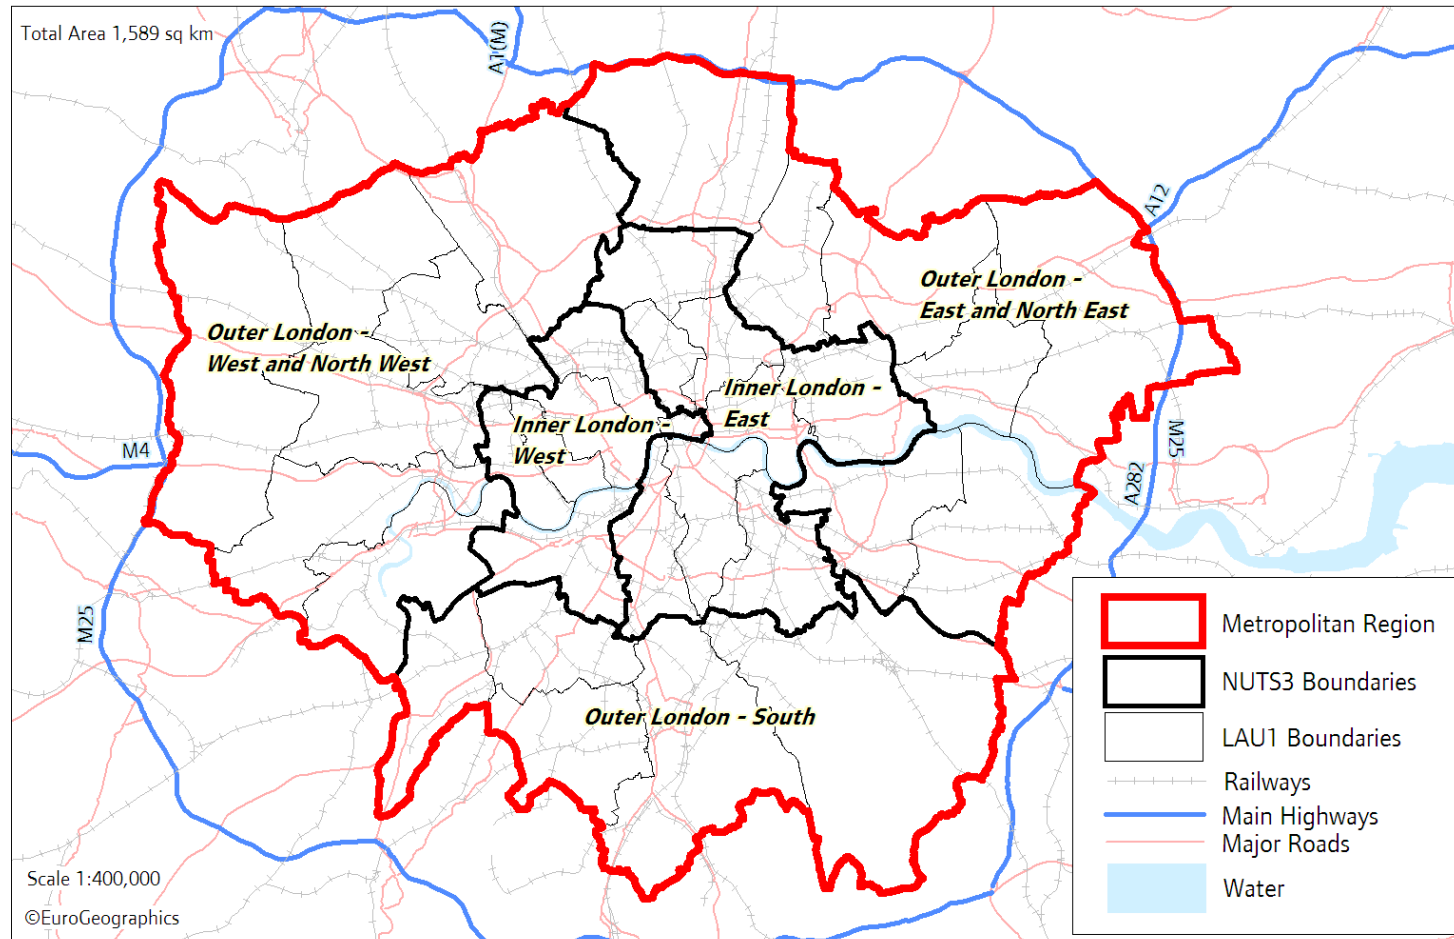 Total Area 1,589 sq km
A1(M)
A12
Outer London -
East and North East
Outer London -
West and North West
Inner London -
East
Inner London -
West
M4
M25
A282
M25
Outer London - South
Metropolitan Region
NUTS3 Boundaries
LAU1 Boundaries
Railways
Main Highways
Major Roads
Water
Scale 1:400,000
©EuroGeographics